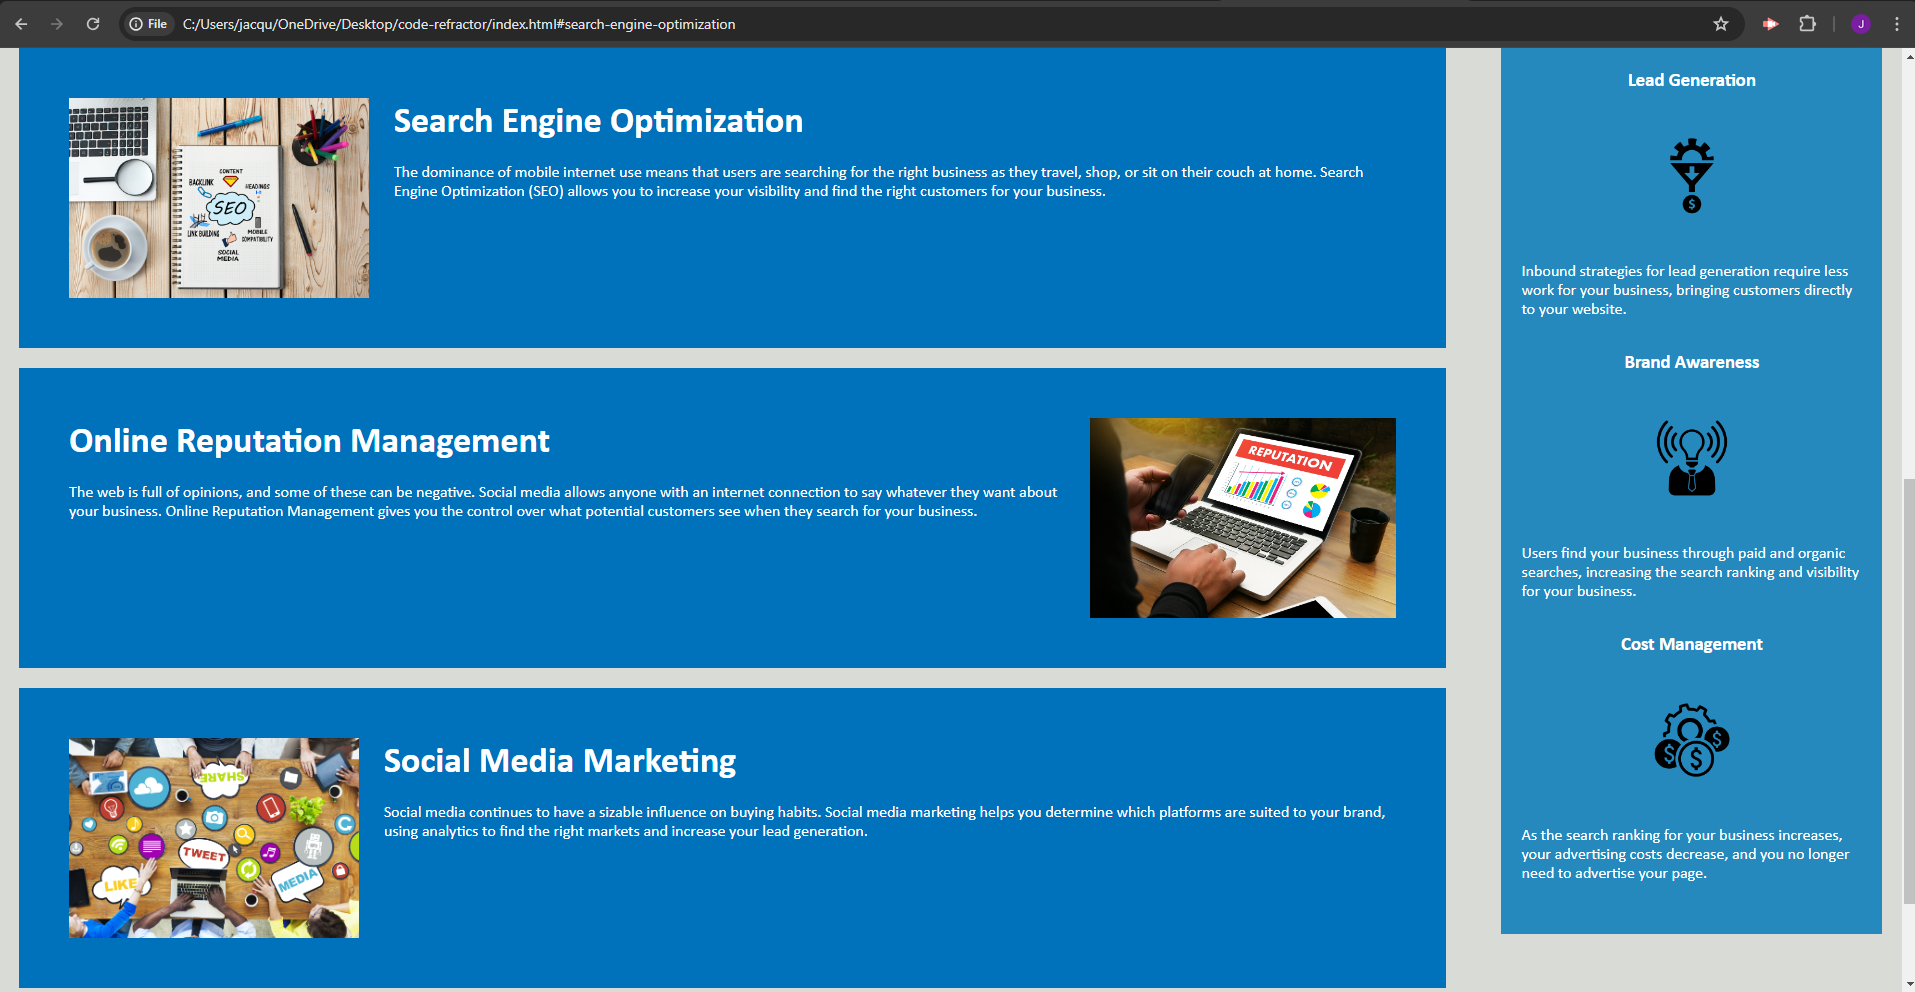 File
C:/Users/jacqu/OneDrive/Desktop/code-refractor/index.html#search-engine-optimization
J
CONTENT
BACKLINK
HEADINGS
SEO
LINK BUILDING
MOBILE
COMPATIBILITY
SOCIAL
MEDIA
Search Engine Optimization
The dominance of mobile internet use means that users are searching for the right business as they travel, shop, or sit on their couch at home. Search
Engine Optimization (SEO) allows you to increase your visibility and find the right customers for your business.
Online Reputation Management
The web is full of opinions, and some of these can be negative. Social media allows anyone with an internet connection to say whatever they want about
your business. Online Reputation Management gives you the control over what potential customers see when they search for your business.
REPUTATION
SHARE
TWEET
LIKE
MEDIA
Social Media Marketing
Social media continues to have a sizable influence on buying habits. Social media marketing helps you determine which platforms are suited to your brand,
using analytics to find the right markets and increase your lead generation.
Lead Generation
$
Inbound strategies for lead generation require less
work for your business, bringing customers directly
to your website.
Brand Awareness
Users find your business through paid and organic
searches, increasing the search ranking and visibility
for your business.
Cost Management
$ $ $
As the search ranking for your business increases,
your advertising costs decrease, and you no longer
need to advertise your page.